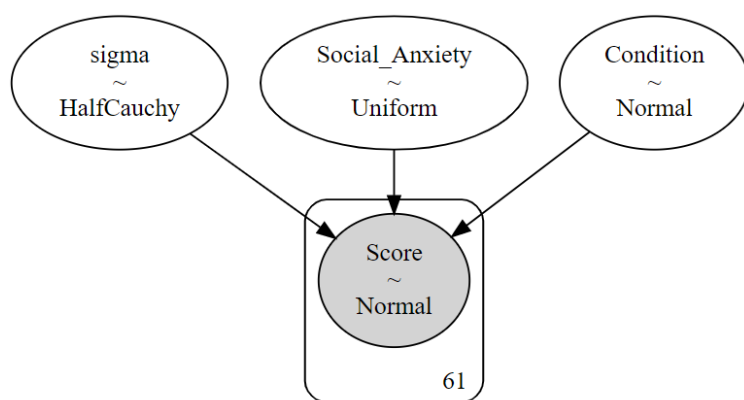 sigma
~
HalfCauchy
Social_Anxiety
~
Uniform
Condition
~
Normal
Score
~
Normal
61